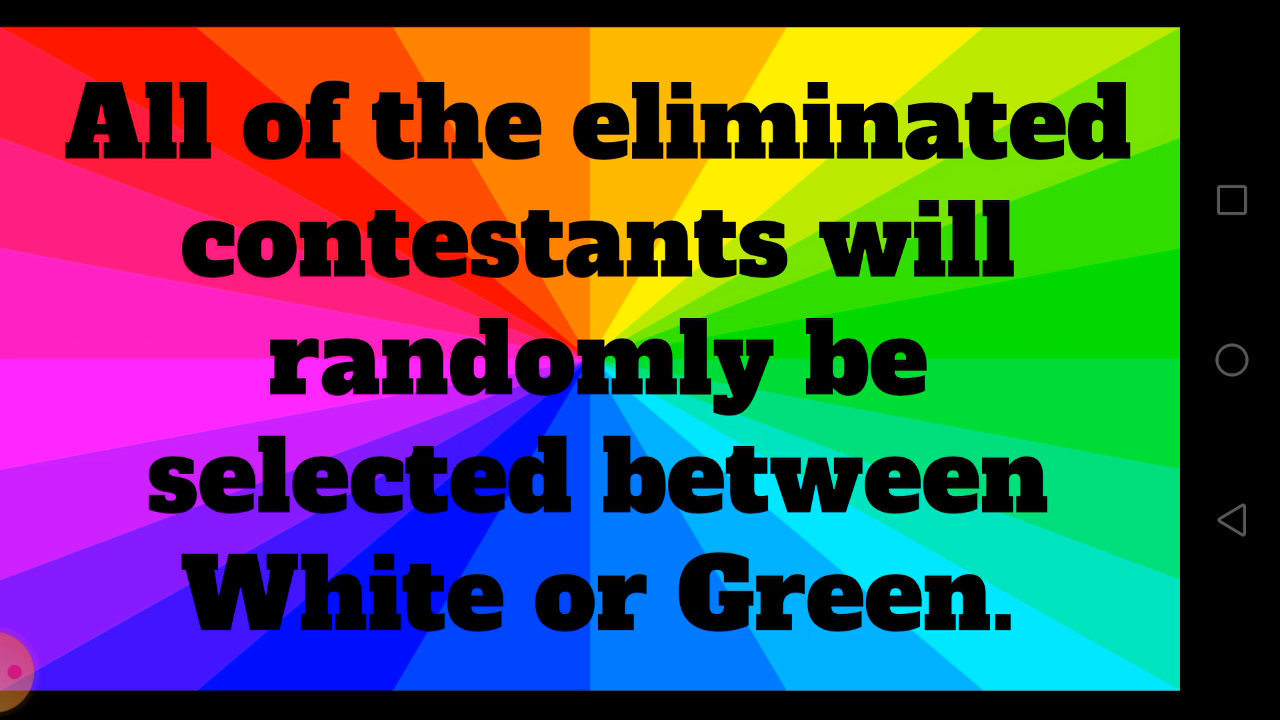 All of the eliminated
contestants will
randomly be
selected between
White or Green.